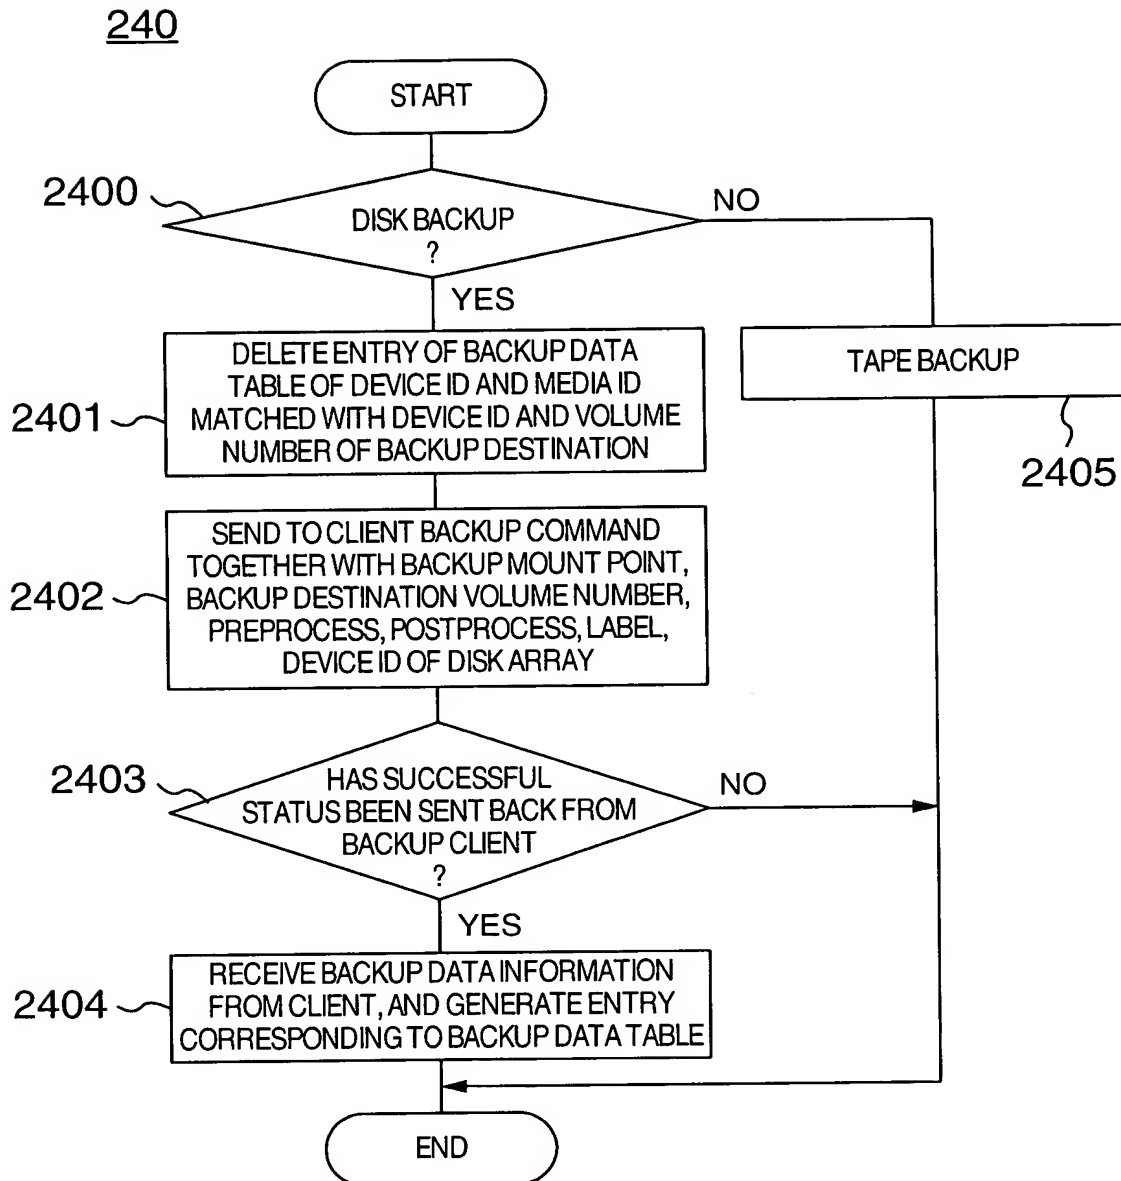 240
START
2400
DISK BACKUP
?
NO
YES
DELETE ENTRY OF BACKUP DATA
TABLE OF DEVICE ID AND MEDIA ID
MATCHED WITH DEVICE ID AND VOLUME
NUMBER OF BACKUP DESTINATION
2401
TAPE BACKUP
2405
SEND TO CLIENT BACKUP COMMAND
TOGETHER WITH BACKUP MOUNT POINT,
BACKUP DESTINATION VOLUME NUMBER,
PREPROCESS, POSTPROCESS, LABEL,
DEVICE ID OF DISK ARRAY
2402
2403
HAS SUCCESSFUL
STATUS BEEN SENT BACK FROM
BACKUP CLIENT
?
NO
YES
RECEIVE BACKUP DATA INFORMATION
FROM CLIENT, AND GENERATE ENTRY
CORRESPONDING TO BACKUP DATA TABLE
2404
END